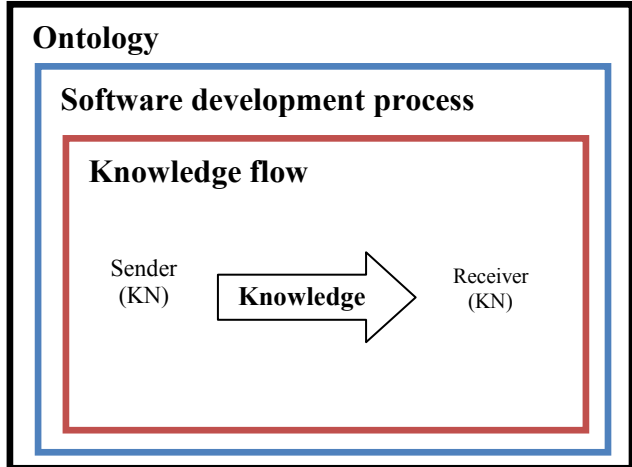 Ontology
Software development process
Knowledge flow
Sender
(KN)
Knowledge
Receiver
(KN)